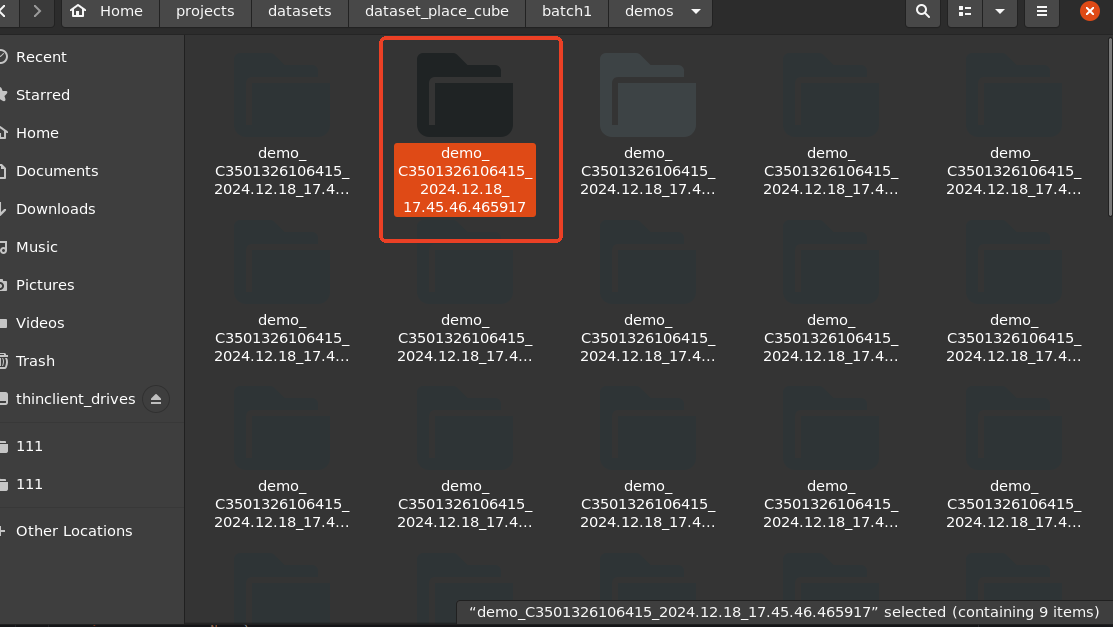 Home projects datasets dataset_place_cube batch1 demos
Recent
Starred
Home
Documents
Downloads
Music
Pictures
Videos
Trash
thinclient_drives
111
111
Other Locations
demo_
C3501326106415_
2024.12.18_17.4...
demo_
C3501326106415_
2024.12.18_
17.45.46.465917
demo_
C3501326106415_
2024.12.18_17.4...
demo_
C3501326106415_
2024.12.18_17.4...
demo_
C3501326106415_
2024.12.18_17.4...
demo_
C3501326106415_
2024.12.18_17.4...
demo_
C3501326106415_
2024.12.18_17.4...
demo_
C3501326106415_
2024.12.18_17.4...
demo_
C3501326106415_
2024.12.18_17.4...
demo_
C3501326106415_
2024.12.18_17.4...
demo_
C3501326106415_
2024.12.18_17.4...
demo_
C3501326106415_
2024.12.18_17.4...
demo_
C3501326106415_
2024.12.18_17.4...
demo_
C3501326106415_
2024.12.18_17.4...
demo_
C3501326106415_
2024.12.18_17.4...
“demo_C3501326106415_2024.12.18_17.45.46.465917” selected (containing 9 items)